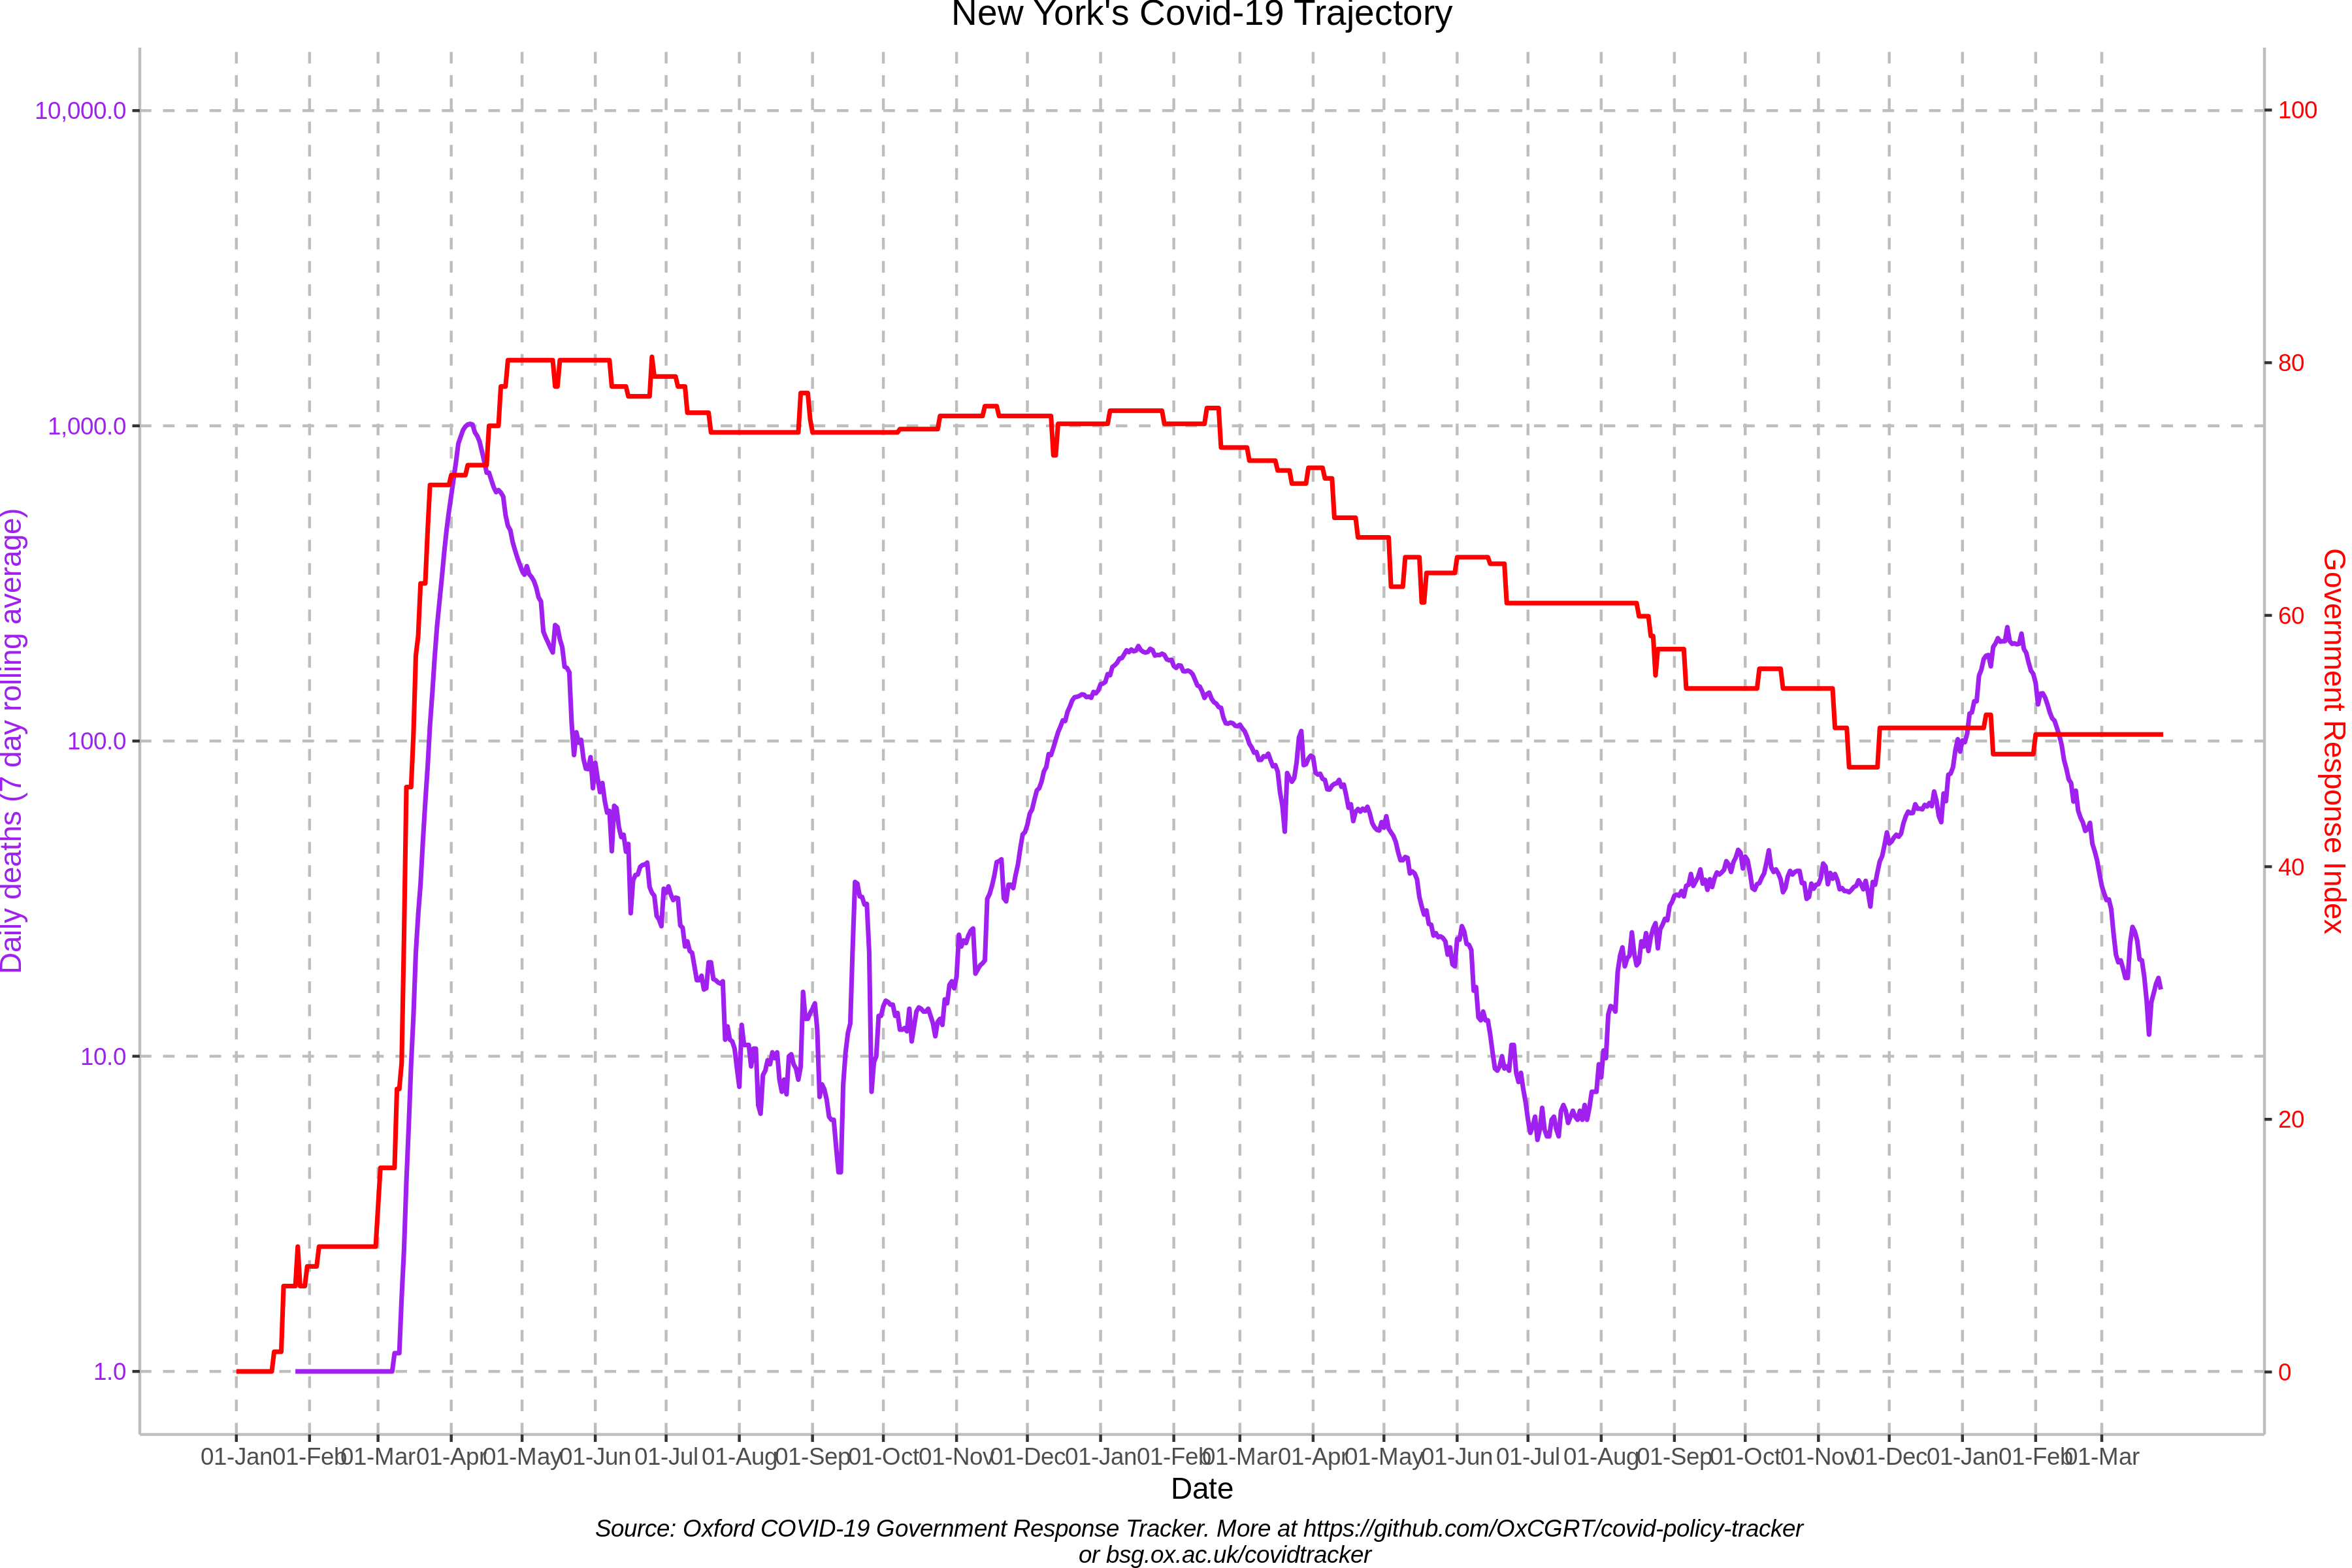 New York's Covid-19 Trajectory
10,000.0
1,000.0
100.0
10.0
1.0
Daily deaths (7 day rolling average)
100
80
60
40
20
0
Government Response Index
01-Jan 01-Feb 01-Mar 01-Apr 01-May 01-Jun 01-Jul 01-Aug 01-Sep 01-Oct 01-Nov 01-Dec 01-Jan 01-Feb 01-Mar 01-Apr 01-May 01-Jun 01-Jul 01-Aug 01-Sep 01-Oct 01-Nov 01-Dec 01-Jan 01-Feb 01-Mar
Date
Source: Oxford COVID-19 Government Response Tracker. More at https://github.com/OxCGRT/covid-policy-tracker
or bsg.ox.ac.uk/covidtracker